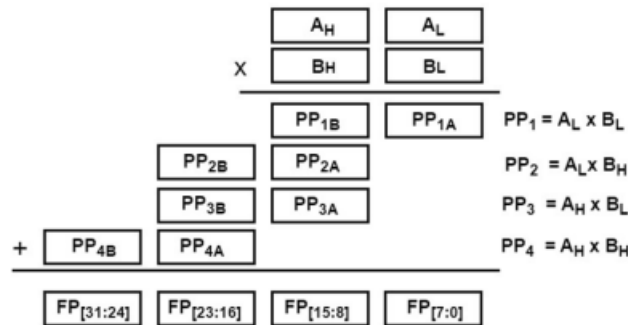 A_H A_L
X B_H B_L
PP_1B PP_1A PP_1 = A_L x B_L
PP_2B PP_2A PP_2 = A_L x B_H
PP_3B PP_3A PP_3 = A_H x B_L
+ PP_4B PP_4A PP_4 = A_H x B_H
FP_[31:24] FP_[23:16] FP_[15:8] FP_[7:0]